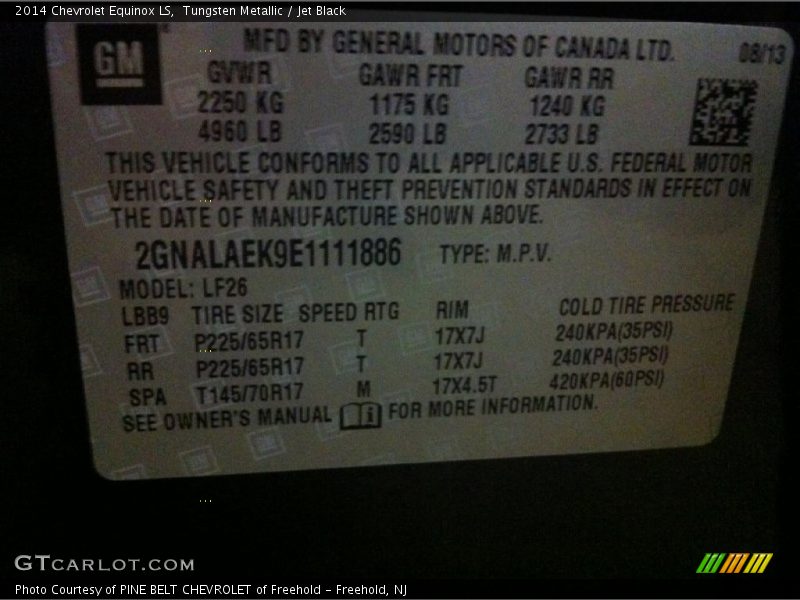 2014 Chevrolet Equinox LS,  Tungsten Metallic / Jet Black
GM
MFD BY GENERAL MOTORS OF CANADA LTD. 08/13
GVWR GAWR FRT GAWR RR
2250 KG 1175 KG 1240 KG
4960 LB 2590 LB 2733 LB
THIS VEHICLE CONFORMS TO ALL APPLICABLE U.S. FEDERAL MOTOR
VEHICLE SAFETY AND THEFT PREVENTION STANDARDS IN EFFECT ON
THE DATE OF MANUFACTURE SHOWN ABOVE.
2GNALAEK9E1111886 TYPE: M.P.V.
MODEL: LF26
LBB9 TIRE SIZE SPEED RTG RIM COLD TIRE PRESSURE
FRT P225/65R17 T 17X7J 240KPA(35PSI)
RR P225/65R17 T 17X7J 240KPA(35PSI)
SPA T145/70R17 M 17X4.5T 420KPA(60PSI)
SEE OWNER'S MANUAL i FOR MORE INFORMATION.
GTCARLOT.COM
Photo Courtesy of PINE BELT CHEVROLET of Freehold - Freehold, NJ